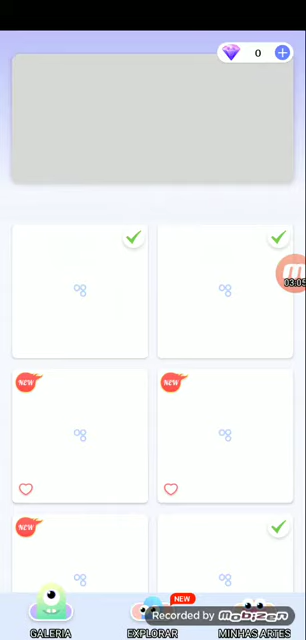 0
03:05
NEW
NEW
NEW
NEW
GALERIA
EXPLORAR
MINHAS ARTES
Recorded by mobizen